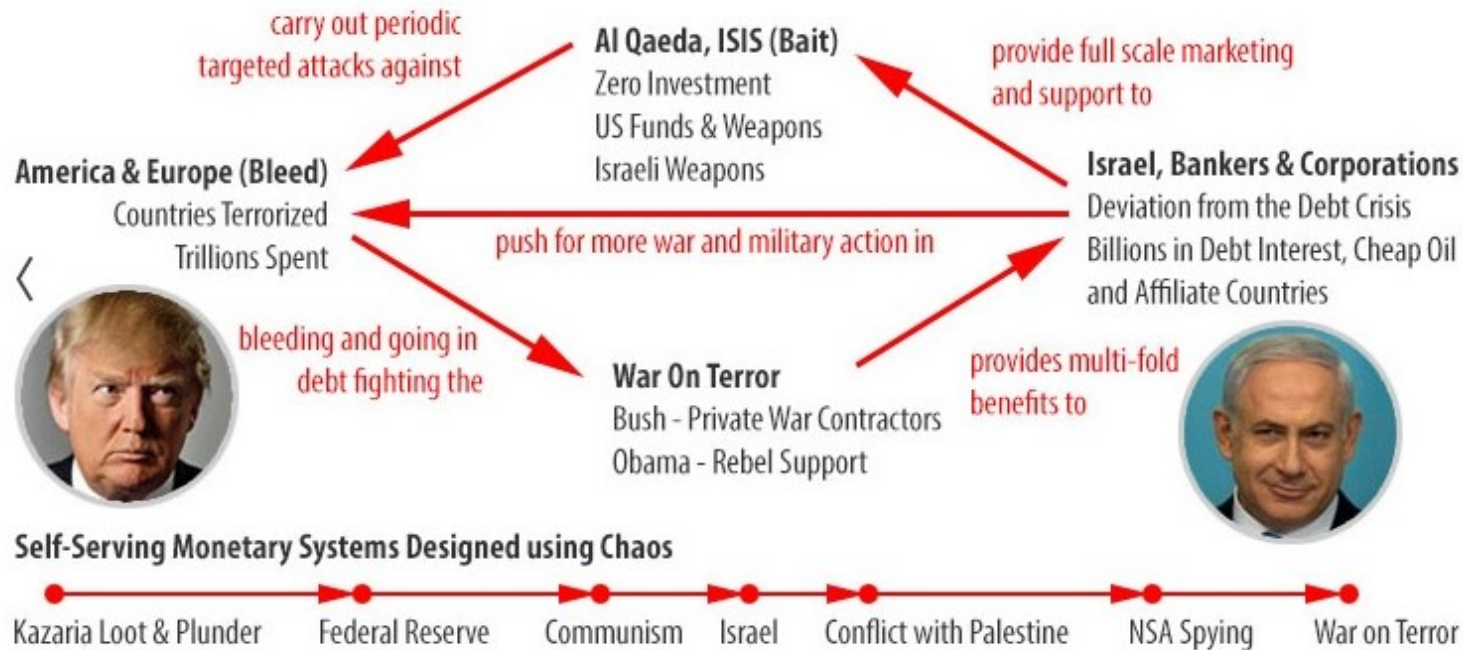 carry out periodic
targeted attacks against
Al Qaeda, ISIS (Bait)
Zero Investment
US Funds & Weapons
Israeli Weapons
provide full scale marketing
and support to
America & Europe (Bleed)
Countries Terrorized
Trillions Spent
Israel, Bankers & Corporations
Deviation from the Debt Crisis
Billions in Debt Interest, Cheap Oil
and Affiliate Countries
push for more war and military action in
bleeding and going in
debt fighting the
War On Terror
Bush - Private War Contractors
Obama - Rebel Support
provides multi-fold
benefits to
Self-Serving Monetary Systems Designed using Chaos
Kazaria Loot & Plunder
Federal Reserve
Communism
Israel
Conflict with Palestine
NSA Spying
War on Terror